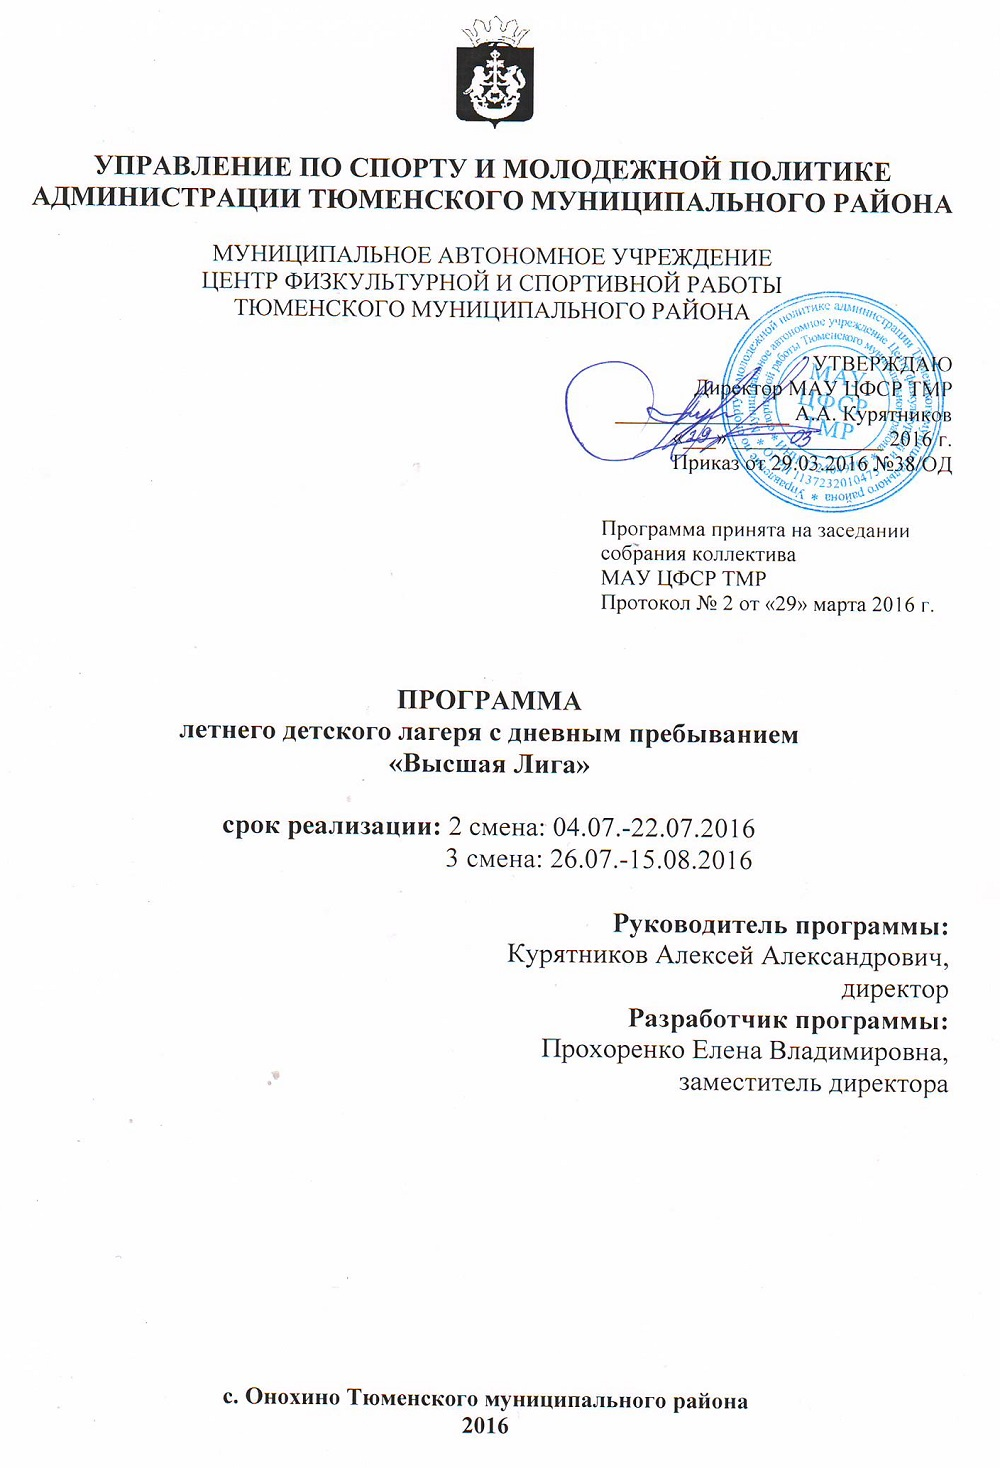 УПРАВЛЕНИЕ ПО СПОРТУ И МОЛОДЕЖНОЙ ПОЛИТИКЕ
АДМИНИСТРАЦИИ ТЮМЕНСКОГО МУНИЦИПАЛЬНОГО РАЙОНА
МУНИЦИПАЛЬНОЕ АВТОНОМНОЕ УЧРЕЖДЕНИЕ
ЦЕНТР ФИЗКУЛЬТУРНОЙ И СПОРТИВНОЙ РАБОТЫ
ТЮМЕНСКОГО МУНИЦИПАЛЬНОГО РАЙОНА
УТВЕРЖДАЮ
Директор МАУ ЦФСР ТМР
А.А. Курятников
«29» 03 2016 г.
Приказ от 29.03.2016 №38/ОД
МАУ
ЦФСР
ТМР
Программа принята на заседании
собрания коллектива
МАУ ЦФСР ТМР
Протокол № 2 от «29» марта 2016 г.
ПРОГРАММА
летнего детского лагеря с дневным пребыванием
«Высшая Лига»
срок реализации: 2 смена: 04.07.-22.07.2016
3 смена: 26.07.-15.08.2016
Руководитель программы:
Курятников Алексей Александрович,
директор
Разработчик программы:
Прохоренко Елена Владимировна,
заместитель директора
с. Онохино Тюменского муниципального района
2016